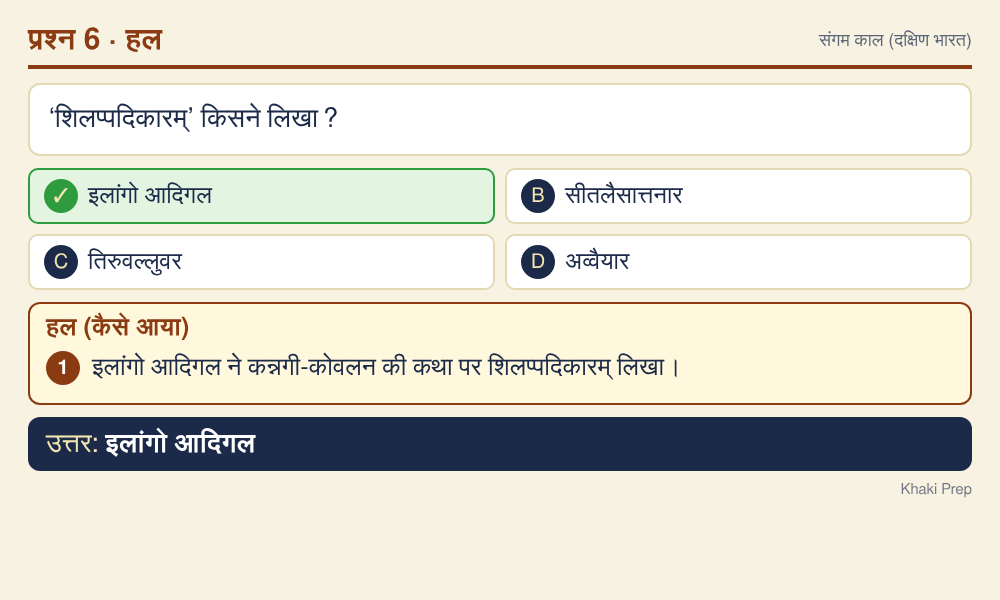 प्रश्न 6 · हल
संगम काल (दक्षिण भारत)
‘शिलप्पदिकारम्’ किसने लिखा ?
✓ इलांगो आदिगल
B सीतलैसात्तनार
C तिरुवल्लुवर
D अव्वैयार
हल (कैसे आया)
1 इलांगो आदिगल ने कन्नगी-कोवलन की कथा पर शिलप्पदिकारम् लिखा।
उत्तर: इलांगो आदिगल
Khaki Prep